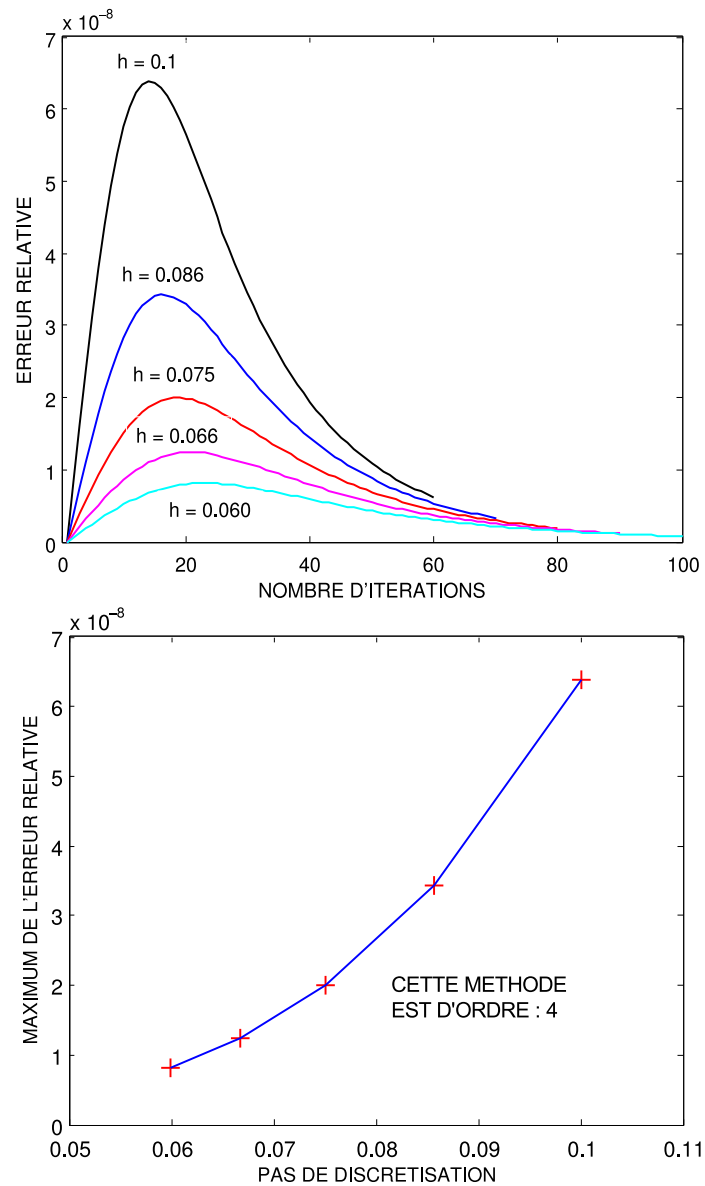 x 10⁻⁸
7
h = 0.1
6
5
4
h = 0.086
3
h = 0.075
2
h = 0.066
1
h = 0.060
0
0 20 40 60 80 100
NOMBRE D'ITERATIONS
ERREUR RELATIVE
x 10⁻⁸
7
6
5
4
3
2
CETTE METHODE
EST D'ORDRE : 4
1
0
0.05 0.06 0.07 0.08 0.09 0.1 0.11
PAS DE DISCRETISATION
MAXIMUM DE L'ERREUR RELATIVE